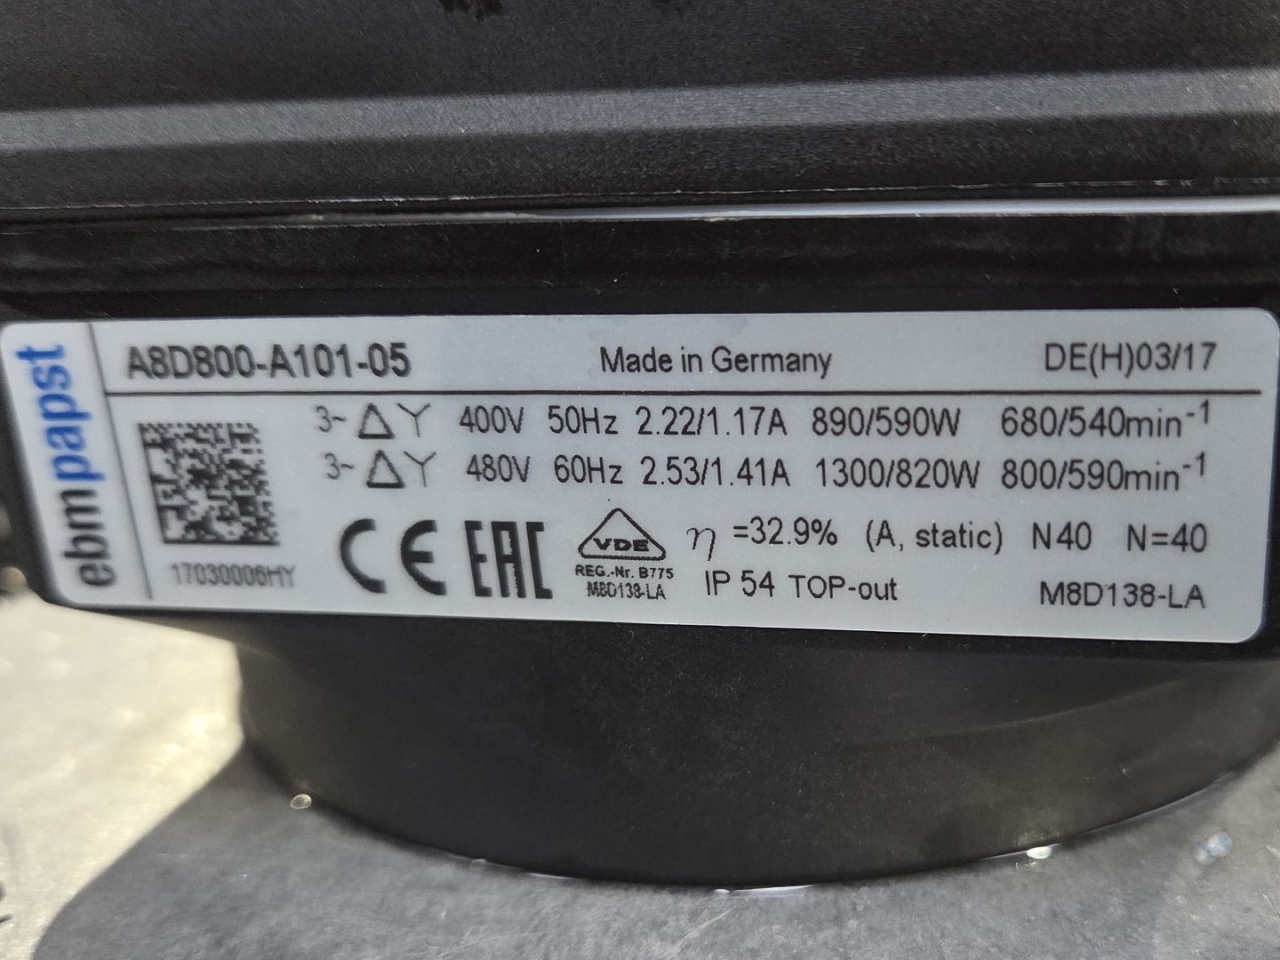 ebmpapst
A8D800-A101-05 Made in Germany DE(H)03/17
3~ △ Y 400V 50Hz 2.22/1.17A 890/590W 680/540min⁻¹
3~ △ Y 480V 60Hz 2.53/1.41A 1300/820W 800/590min⁻¹
17030006HY
CE EAC
VDE
REG.-Nr. B775
M8D138-LA
η =32.9% (A, static) N40 N=40
IP 54 TOP-out M8D138-LA